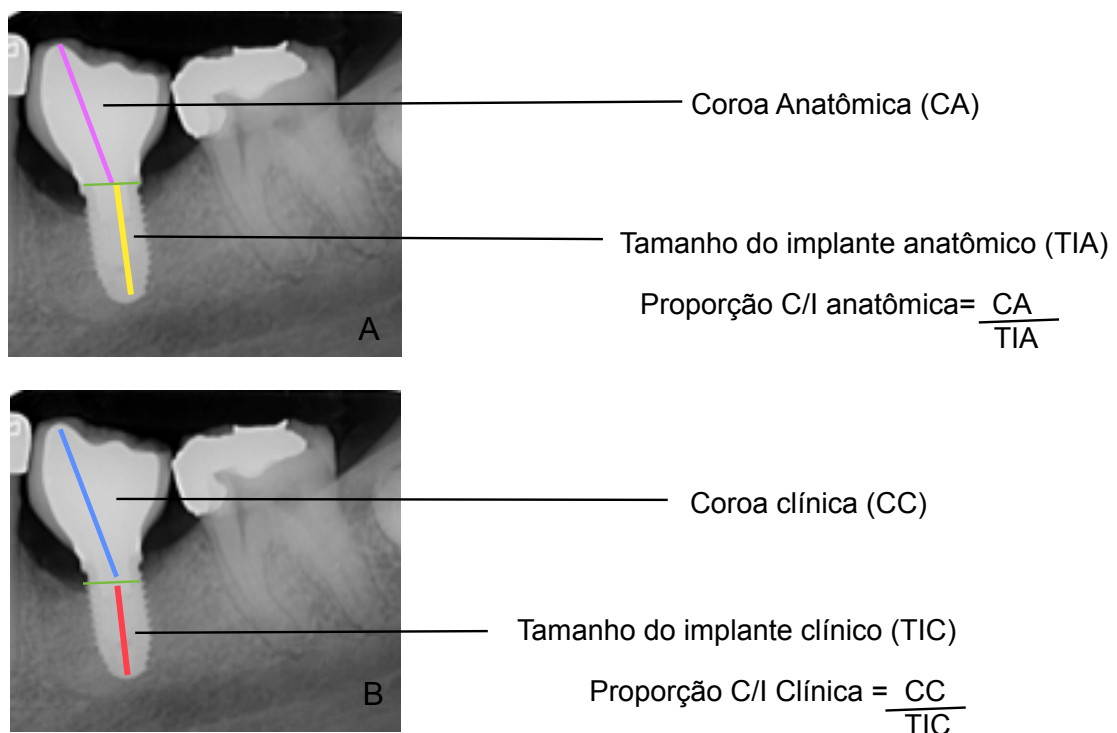 Coroa Anatômica (CA)
Tamanho do implante anatômico (TIA)
Proporção C/I anatômica= CA
TIA
A
Coroa clínica (CC)
Tamanho do implante clínico (TIC)
Proporção C/I Clínica = CC
TIC
B